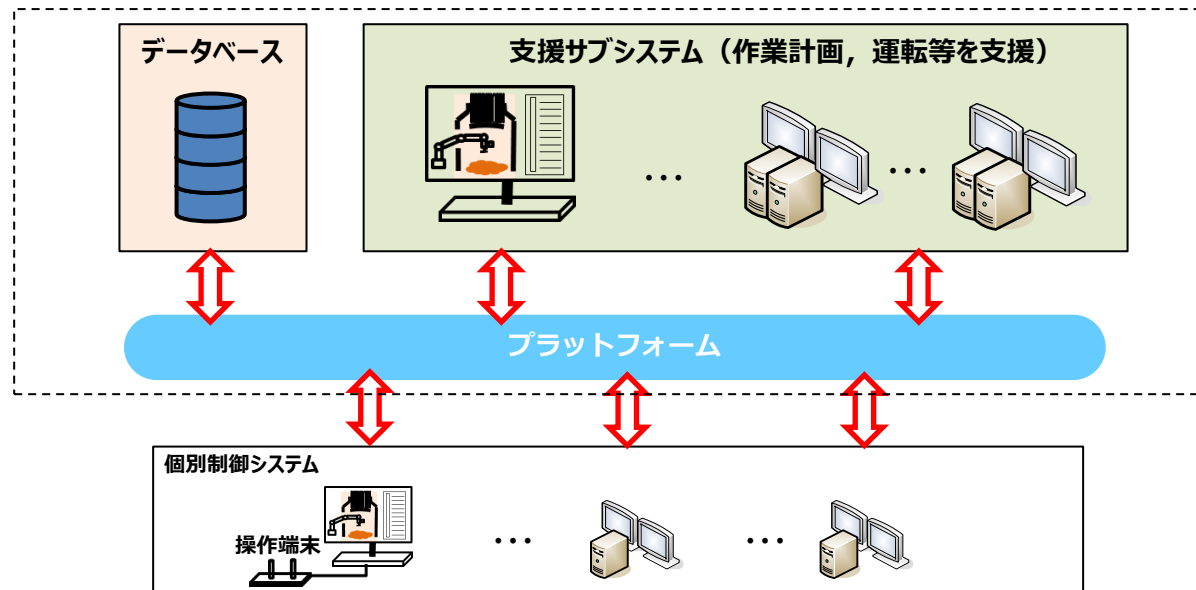 データベース
支援サブシステム（作業計画，運転等を支援）
…
…
プラットフォーム
個別制御システム
操作端末
…
…